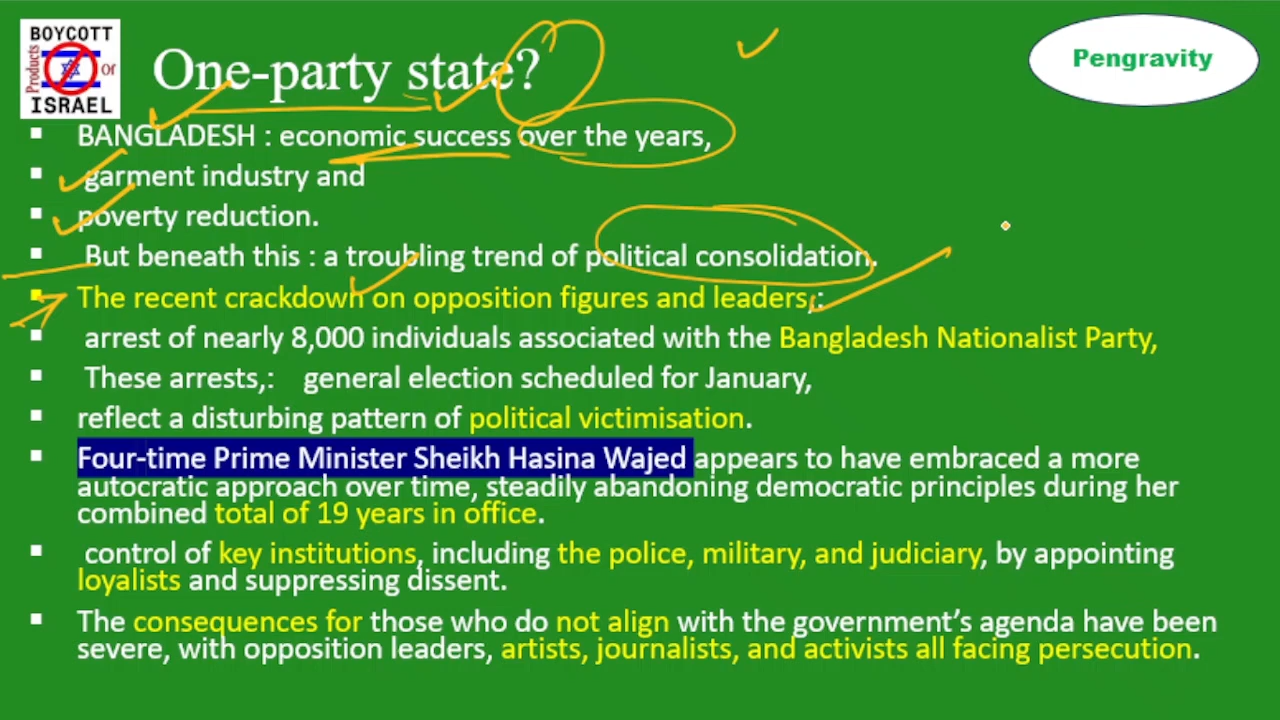 BOYCOTT
Products
or
ISRAEL
One-party state?
Pengravity
▪ BANGLADESH : economic success over the years,
▪ garment industry and
▪ poverty reduction.
▪ But beneath this : a troubling trend of political consolidation.
▪ The recent crackdown on opposition figures and leaders,:
▪ arrest of nearly 8,000 individuals associated with the Bangladesh Nationalist Party,
▪ These arrests,: general election scheduled for January,
▪ reflect a disturbing pattern of political victimisation.
▪ Four-time Prime Minister Sheikh Hasina Wajed appears to have embraced a more
autocratic approach over time, steadily abandoning democratic principles during her
combined total of 19 years in office.
▪ control of key institutions, including the police, military, and judiciary, by appointing
loyalists and suppressing dissent.
▪ The consequences for those who do not align with the government’s agenda have been
severe, with opposition leaders, artists, journalists, and activists all facing persecution.